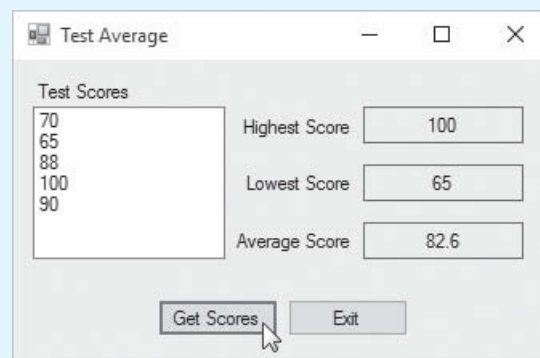 Test Average
Test Scores
70
65
88
100
90
Highest Score 100
Lowest Score 65
Average Score 82.6
Get Scores Exit